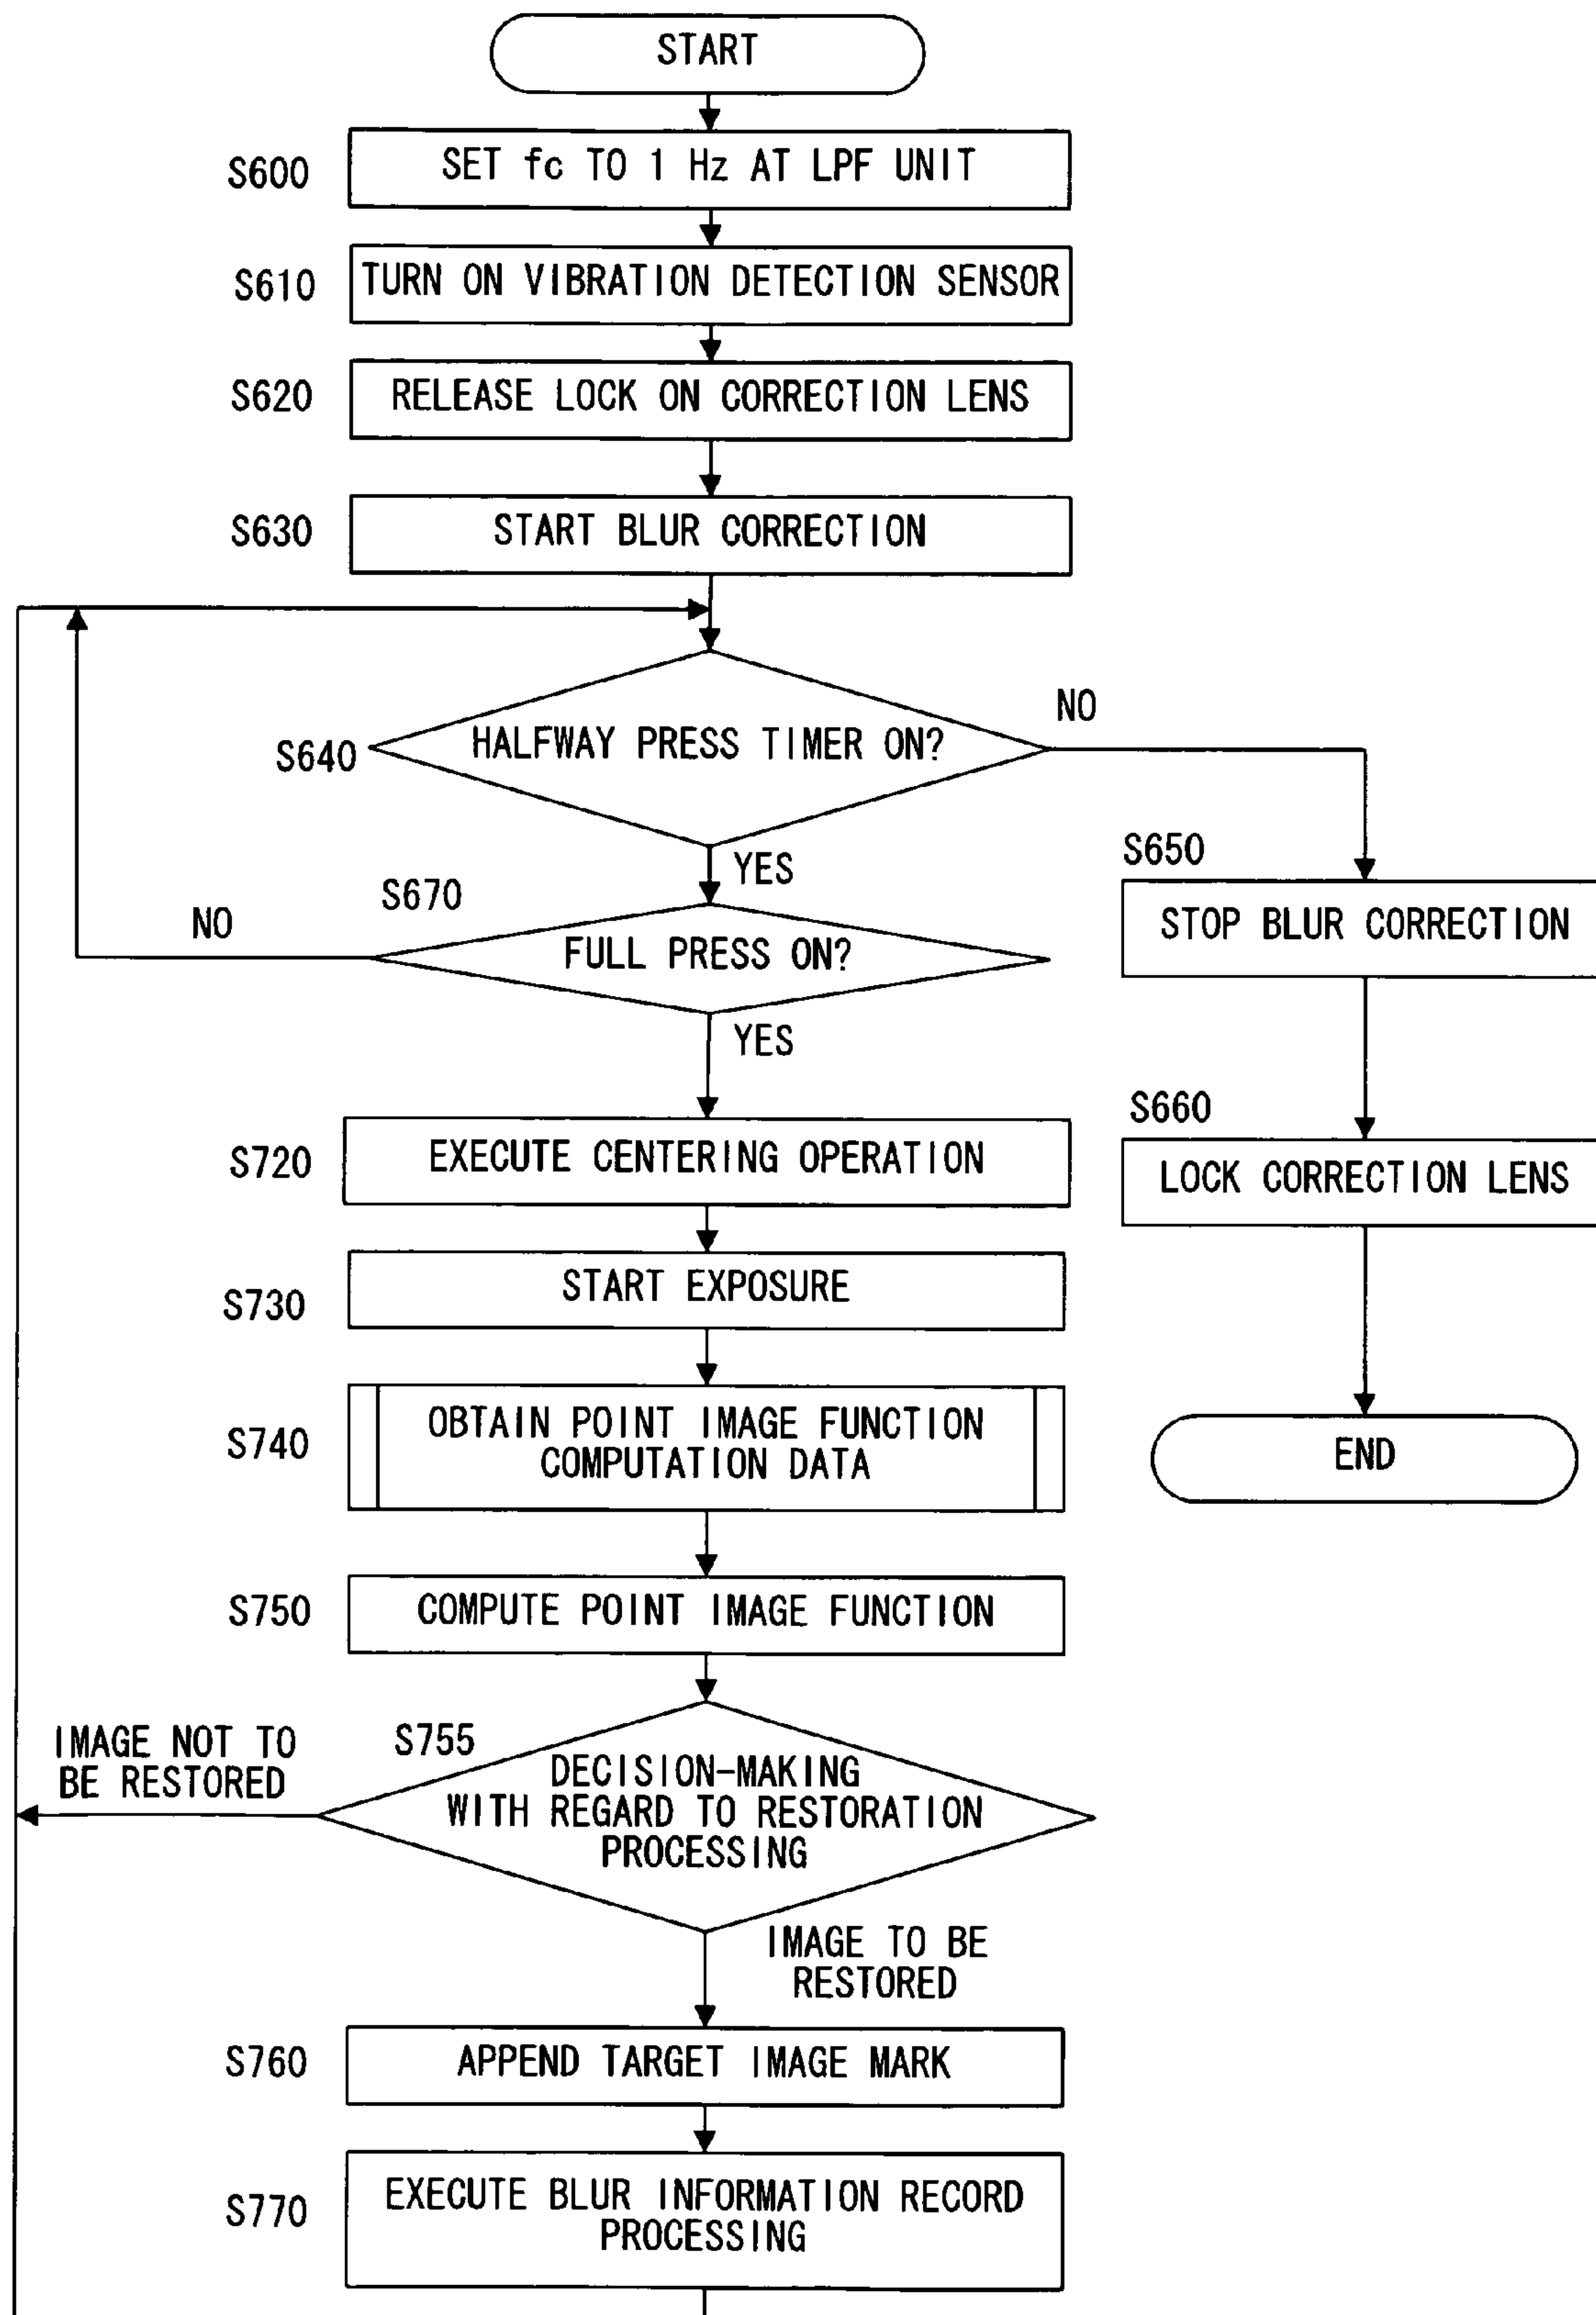 START
S600
SET fc TO 1 Hz AT LPF UNIT
S610
TURN ON VIBRATION DETECTION SENSOR
S620
RELEASE LOCK ON CORRECTION LENS
S630
START BLUR CORRECTION
S640
HALFWAY PRESS TIMER ON?
NO
YES
S650
STOP BLUR CORRECTION
S660
LOCK CORRECTION LENS
END
S670
FULL PRESS ON?
NO
YES
S720
EXECUTE CENTERING OPERATION
S730
START EXPOSURE
S740
OBTAIN POINT IMAGE FUNCTION
COMPUTATION DATA
S750
COMPUTE POINT IMAGE FUNCTION
S755
DECISION-MAKING
WITH REGARD TO RESTORATION
PROCESSING
IMAGE NOT TO
BE RESTORED
IMAGE TO BE
RESTORED
S760
APPEND TARGET IMAGE MARK
S770
EXECUTE BLUR INFORMATION RECORD
PROCESSING